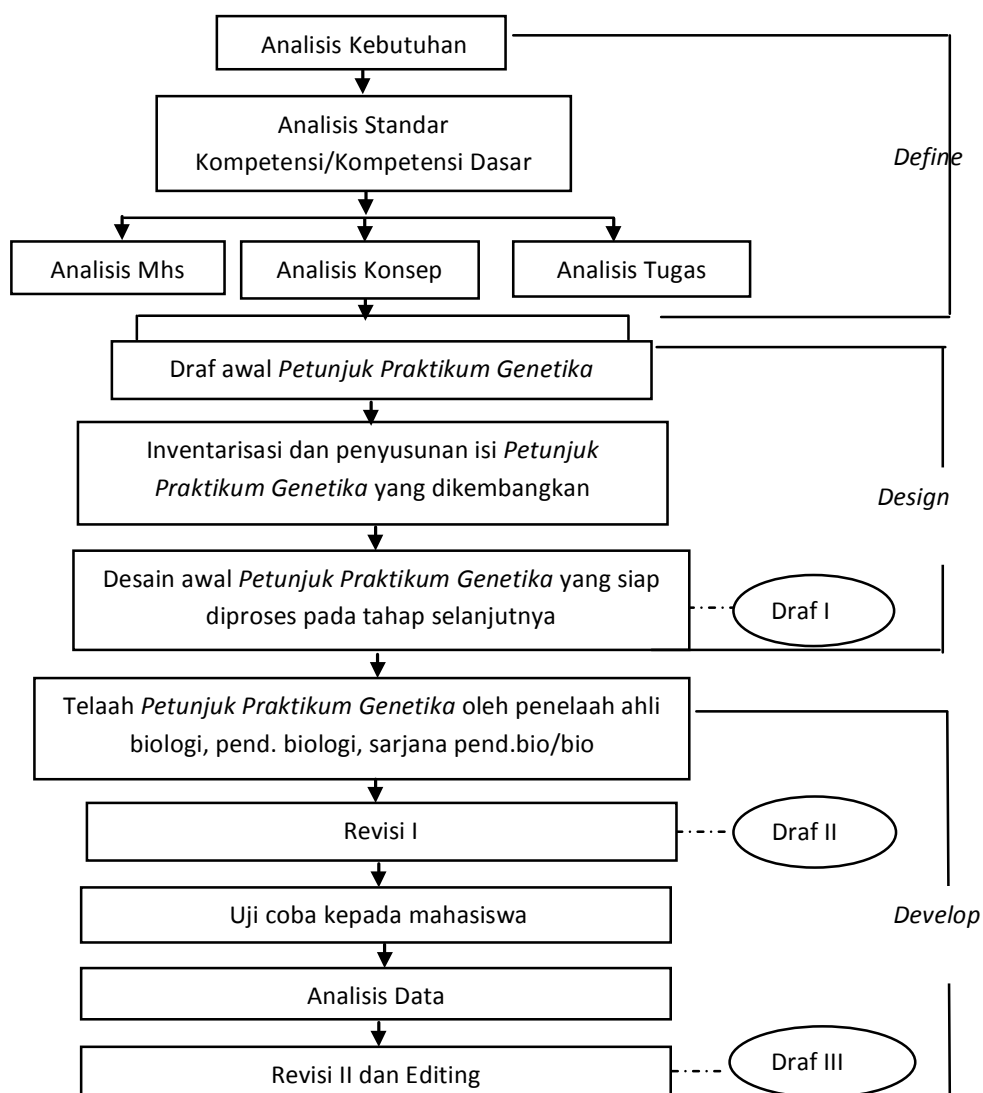 Analisis Kebutuhan
Analisis Standar
Kompetensi/Kompetensi Dasar
Define
Analisis Mhs
Analisis Konsep
Analisis Tugas
Draf awal Petunjuk Praktikum Genetika
Inventarisasi dan penyusunan isi Petunjuk
Praktikum Genetika yang dikembangkan
Design
Desain awal Petunjuk Praktikum Genetika yang siap
diproses pada tahap selanjutnya
Draf I
Telaah Petunjuk Praktikum Genetika oleh penelaah ahli
biologi, pend. biologi, sarjana pend.bio/bio
Revisi I
Draf II
Uji coba kepada mahasiswa
Develop
Analisis Data
Revisi II dan Editing
Draf III